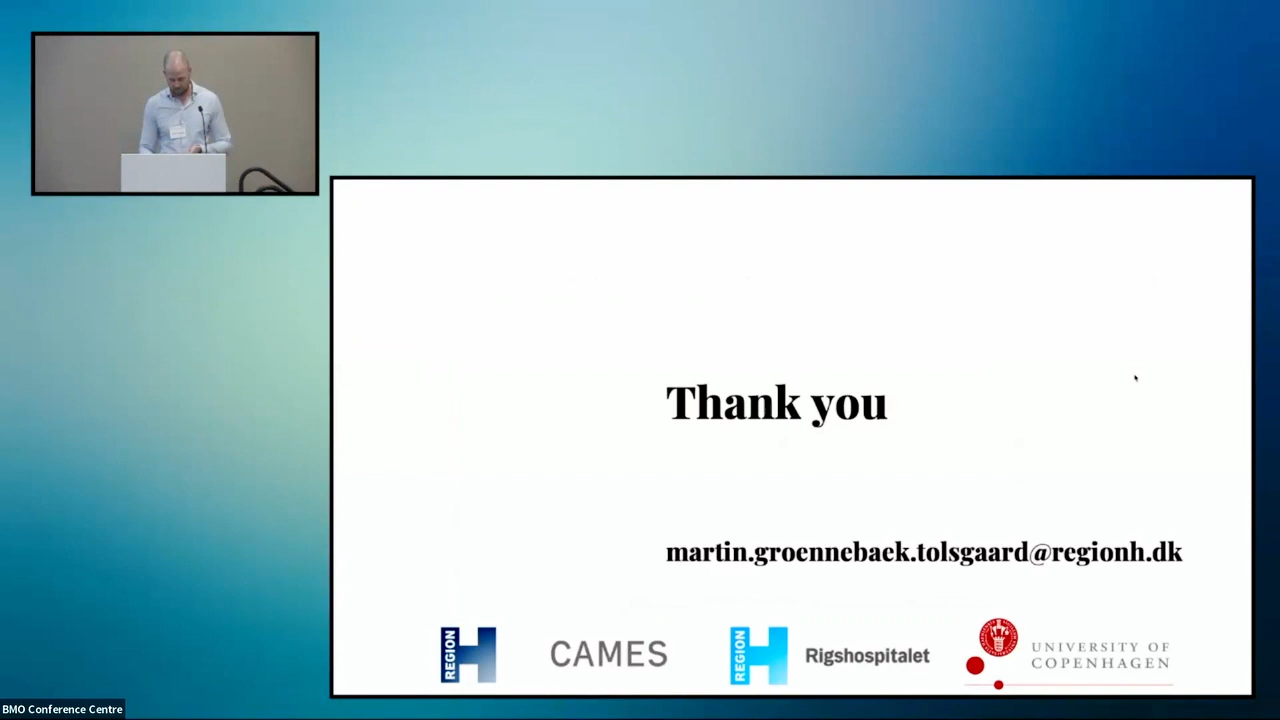 Thank you
martin.groennebaek.tolsgaard@regionh.dk
REGION
CAMES
REGION
Rigshospitalet
UNIVERSITY OF
COPENHAGEN
BMO Conference Centre